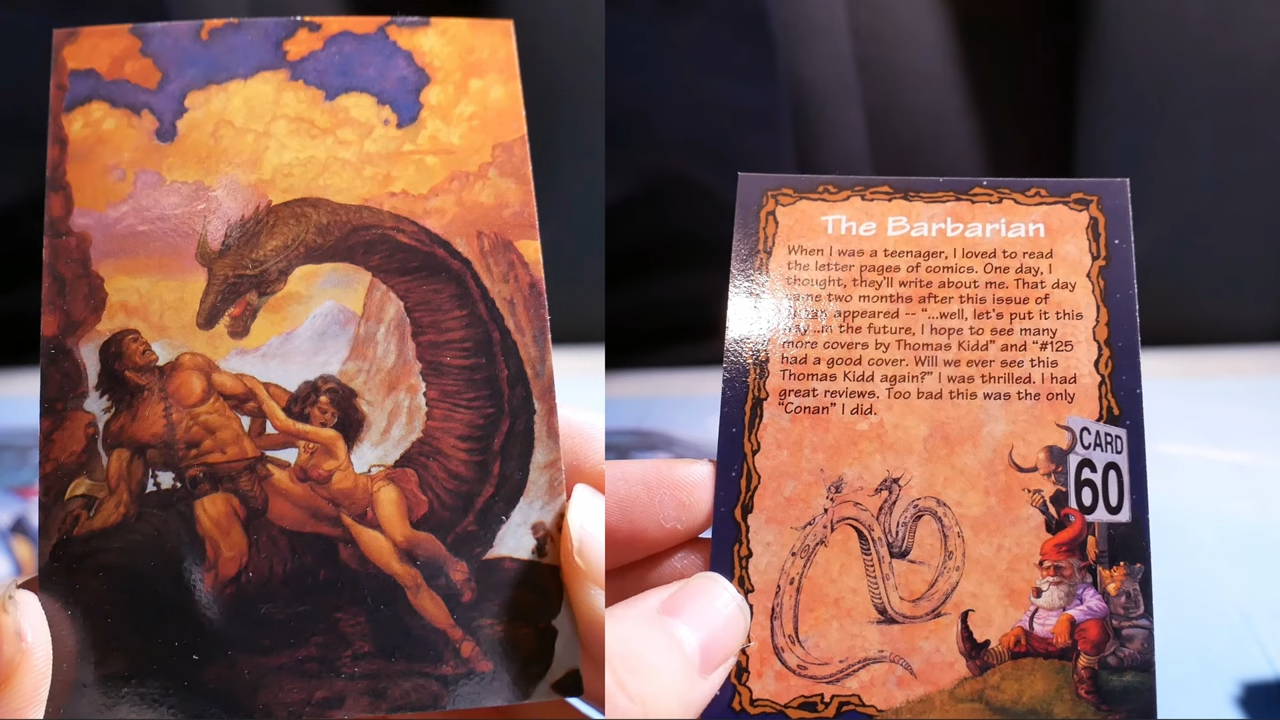 The Barbarian
When I was a teenager, I loved to read
the letter pages of comics. One day, I
thought, they'll write about me. That day
came two months after this issue of
appeared -- "...well, let's put it this
way...in the future, I hope to see many
more covers by Thomas Kidd" and "#125
had a good cover. Will we ever see this
Thomas Kidd again?" I was thrilled. I had
great reviews. Too bad this was the only
"Conan" I did.
CARD
60